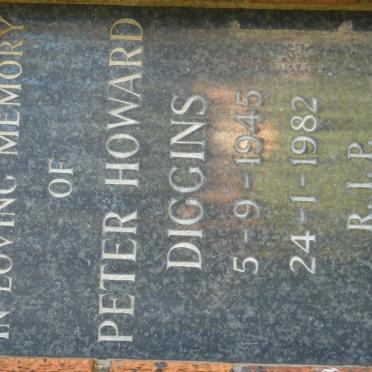 IN LOVING MEMORY
OF
PETER HOWARD
DIGGINS
5-9-1945
24-1-1982
R.I.P.